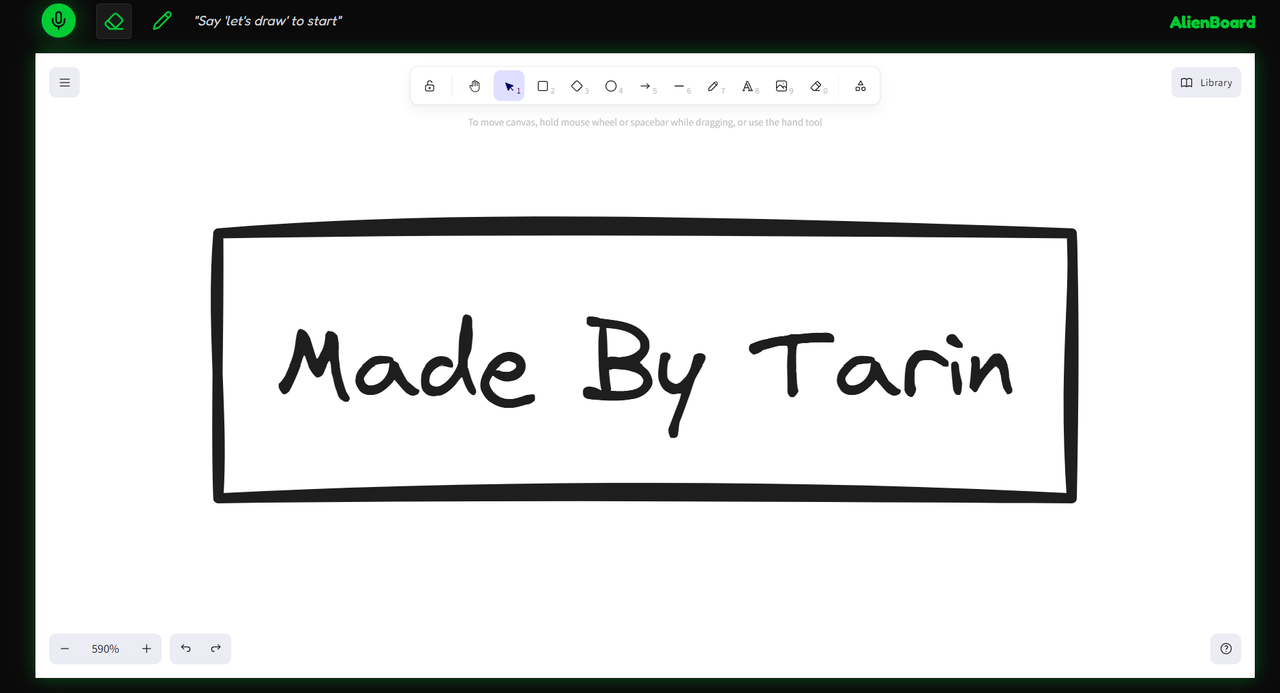 "Say 'let's draw' to start"
AlienBoard
1
2
3
4
5
6
7
8
9
0
Library
To move canvas, hold mouse wheel or spacebar while dragging, or use the hand tool
Made By Tarin
590%